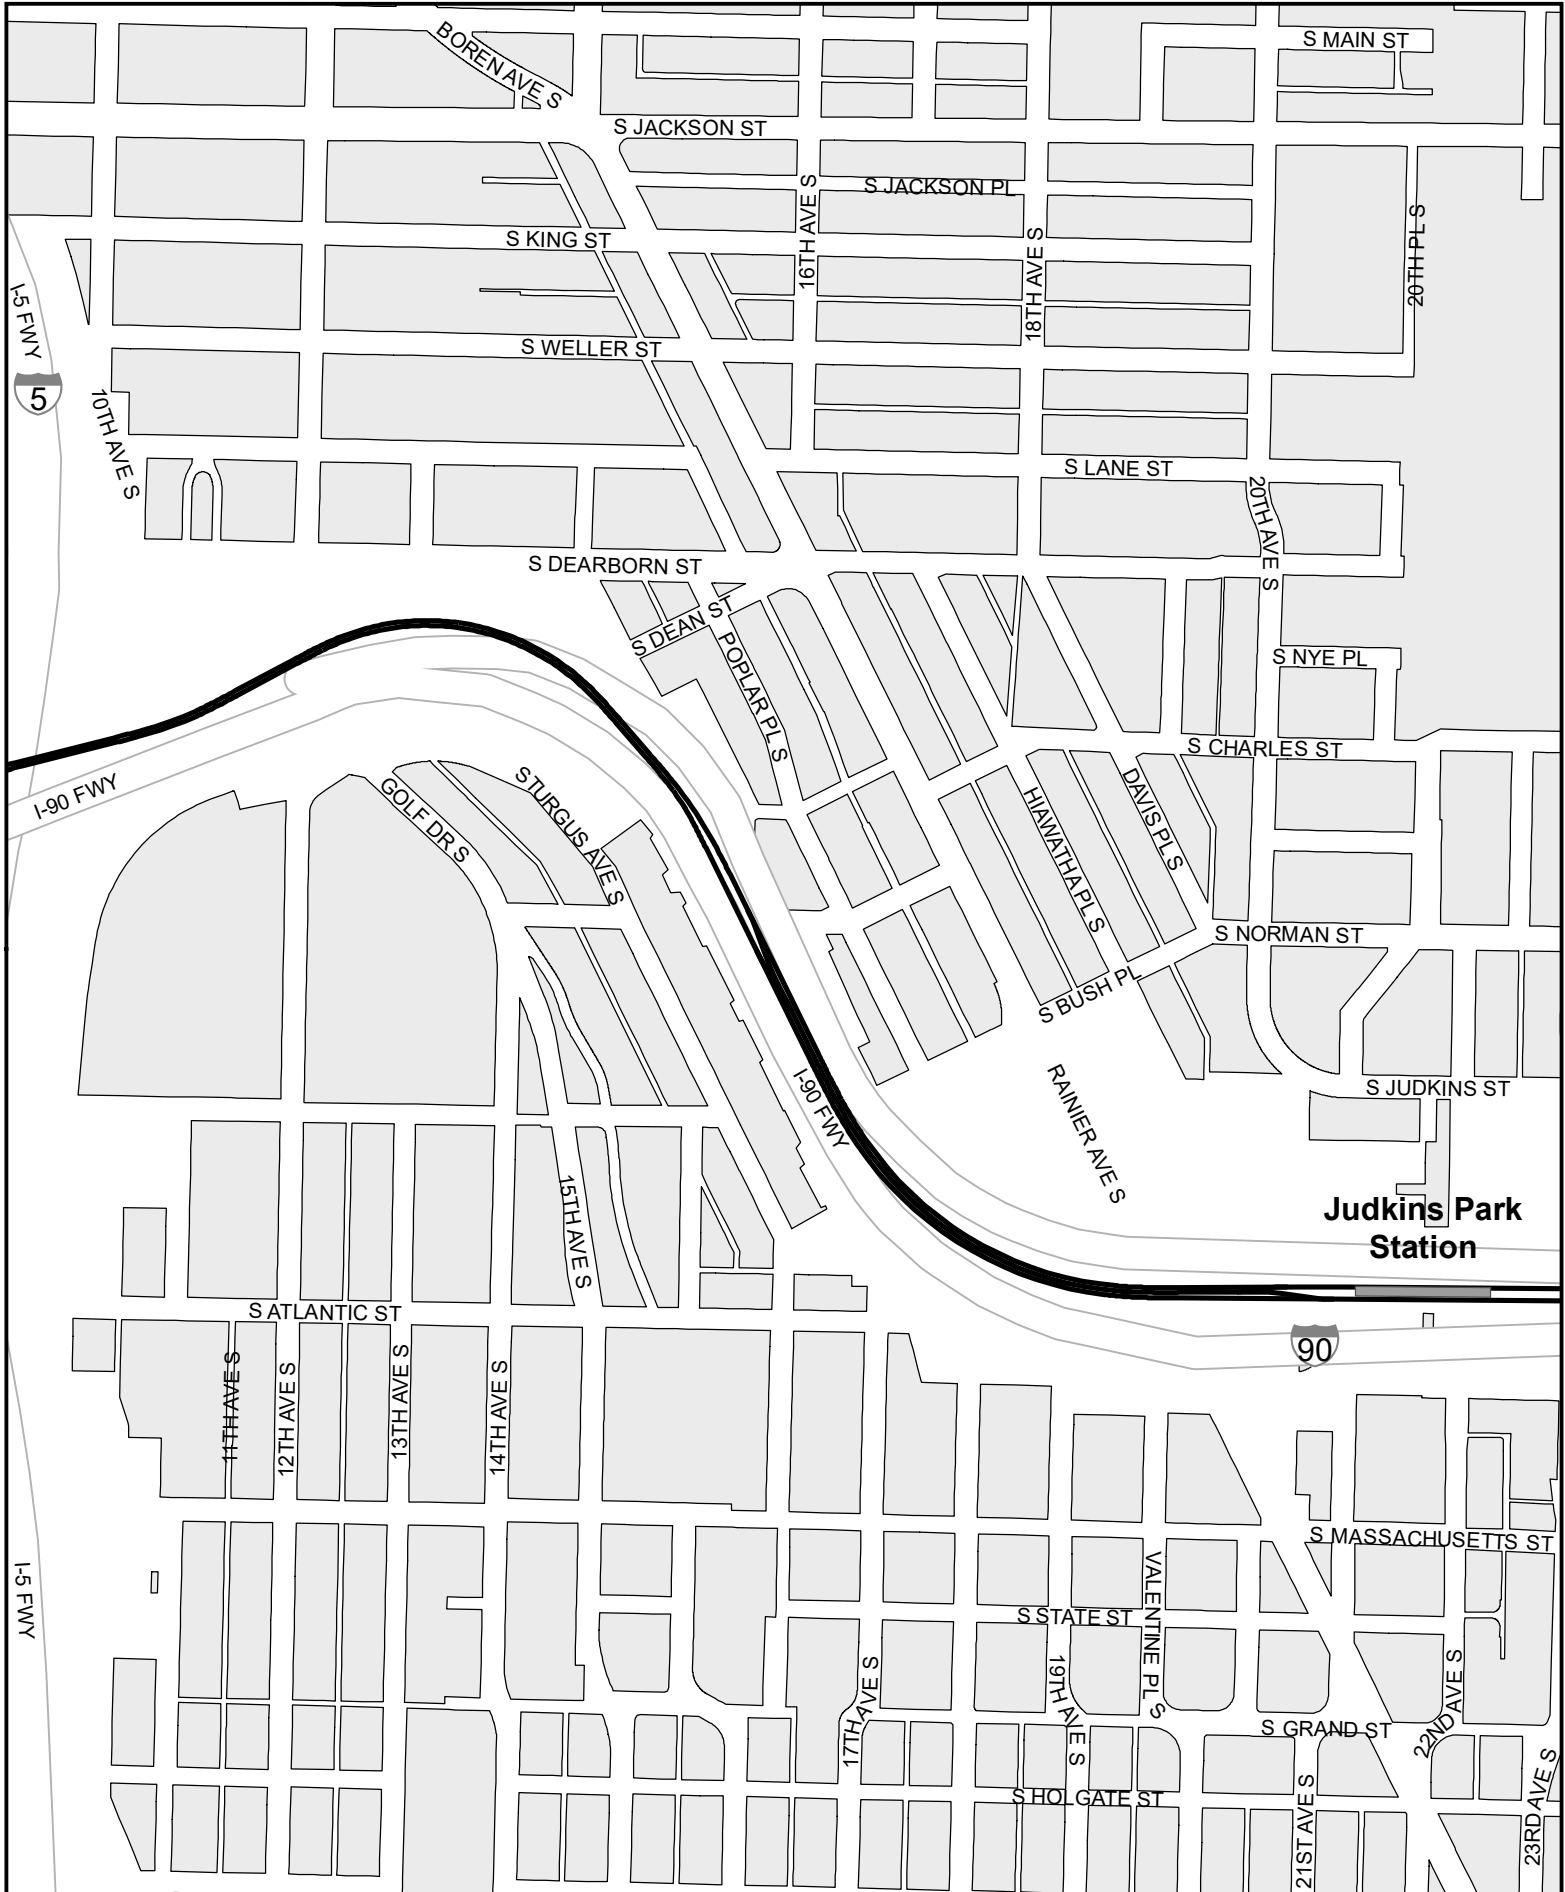 S MAIN ST
BOREN AVE S
S JACKSON ST
S JACKSON PL
16TH AVE S
20TH PL S
S KING ST
18TH AVE S
I-5 FWY
S WELLER ST
5
10TH AVE S
S LANE ST
20TH AVE S
S DEARBORN ST
S DEAN ST
POPLAR PL S
S NYE PL
S CHARLES ST
I-90 FWY
GOLF DR S
STURGUS AVE S
HIAWATHA PL S
DAVIS PL S
S NORMAN ST
S BUSH PL
I-90 FWY
RAINIER AVE S
S JUDKINS ST
15TH AVE S
Judkins Park
Station
S ATLANTIC ST
90
11TH AVE S
12TH AVE S
13TH AVE S
14TH AVE S
S MASSACHUSETTS ST
I-5 FWY
VALENTINE PL S
S STATE ST
17TH AVE S
19TH AVE S
22ND AVE S
S GRAND ST
S HOLGATE ST
21ST AVE S
23RD AVE S